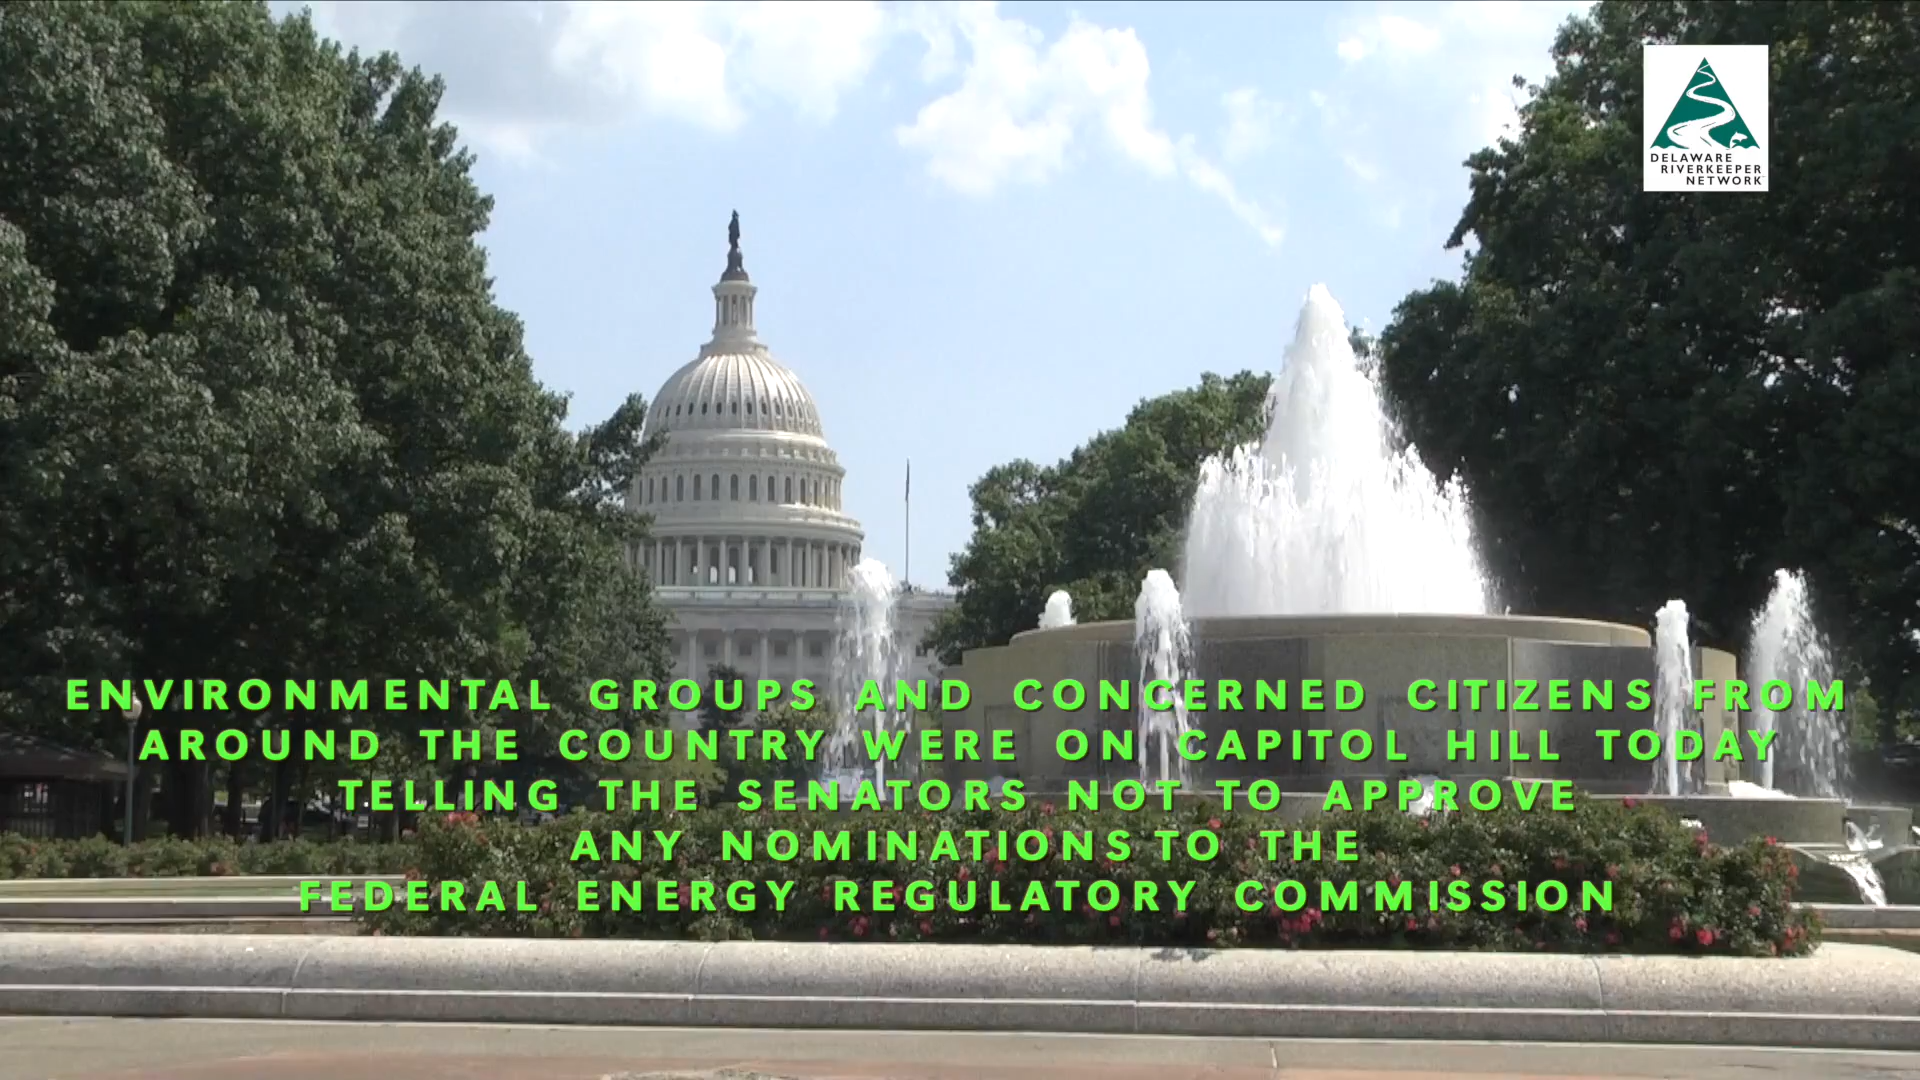 DELAWARE
RIVERKEEPER
NETWORK
ENVIRONMENTAL GROUPS AND CONCERNED CITIZENS FROM
AROUND THE COUNTRY WERE ON CAPITOL HILL TODAY
TELLING THE SENATORS NOT TO APPROVE
ANY NOMINATIONS TO THE
FEDERAL ENERGY REGULATORY COMMISSION